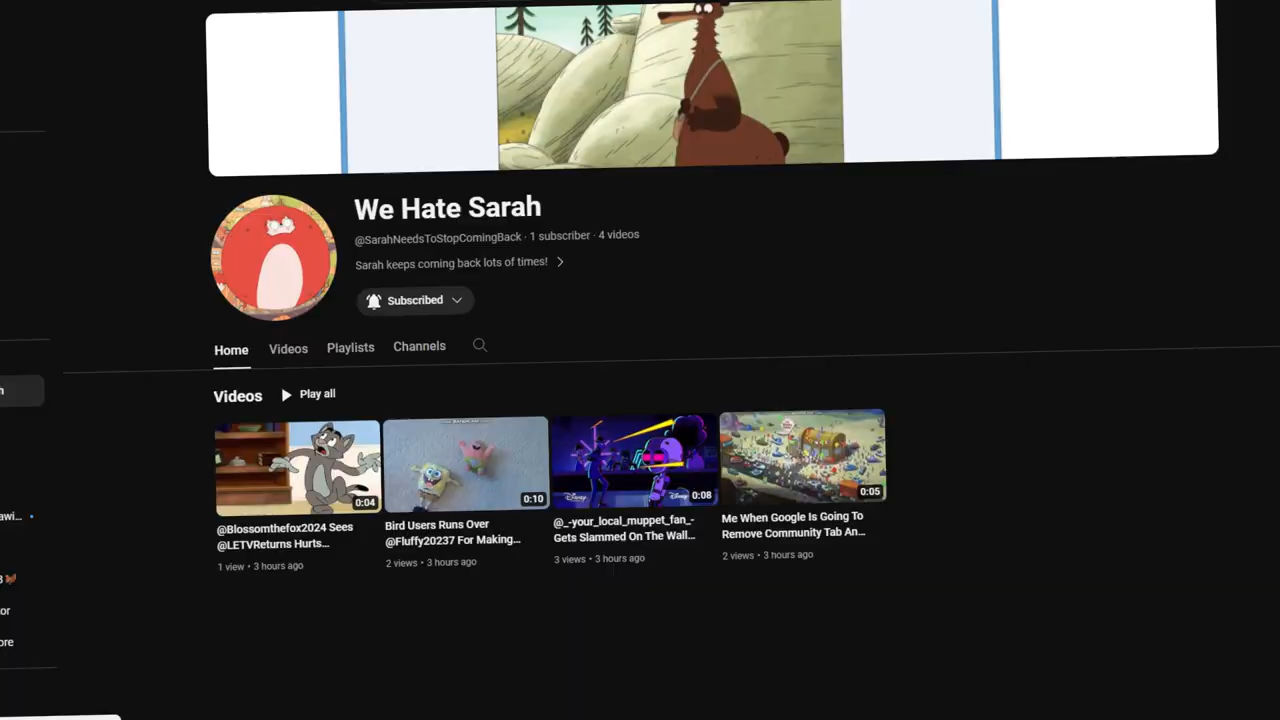 We Hate Sarah
@SarahNeedsToStopComingBack · 1 subscriber · 4 videos
Sarah keeps coming back lots of times!
Subscribed
Home Videos Playlists Channels
Videos Play all
0:04
0:10
Disney Disney 0:08
0:05
@Blossomthefox2024 Sees
@LETVReturns Hurts...
1 view • 3 hours ago
Bird Users Runs Over
@Fluffy20237 For Making...
2 views • 3 hours ago
@_-your_local_muppet_fan_-
Gets Slammed On The Wall...
3 views • 3 hours ago
Me When Google Is Going To
Remove Community Tab An...
2 views • 3 hours ago